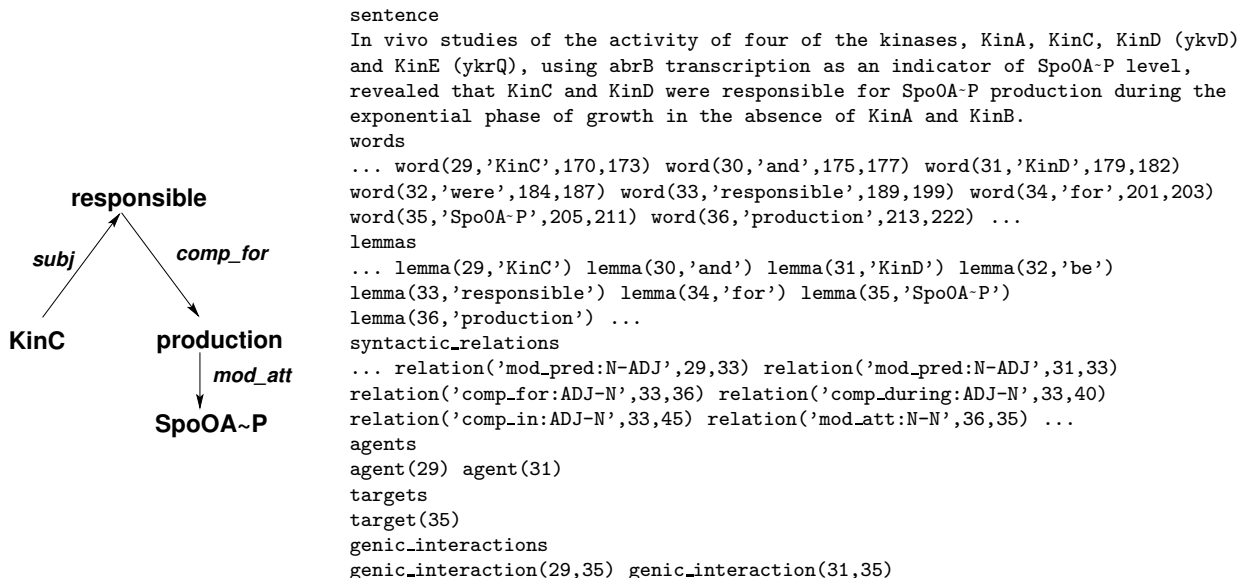 responsible
subj
comp_for
KinC
production
mod_att
SpoOA~P
sentence
In vivo studies of the activity of four of the kinases, KinA, KinC, KinD (ykvD)
and KinE (ykrQ), using abrB transcription as an indicator of Spo0A~P level,
revealed that KinC and KinD were responsible for Spo0A~P production during the
exponential phase of growth in the absence of KinA and KinB.
words
... word(29,'KinC',170,173) word(30,'and',175,177) word(31,'KinD',179,182)
word(32,'were',184,187) word(33,'responsible',189,199) word(34,'for',201,203)
word(35,'Spo0A~P',205,211) word(36,'production',213,222) ...
lemmas
... lemma(29,'KinC') lemma(30,'and') lemma(31,'KinD') lemma(32,'be')
lemma(33,'responsible') lemma(34,'for') lemma(35,'Spo0A~P')
lemma(36,'production') ...
syntactic_relations
... relation('mod_pred:N-ADJ',29,33) relation('mod_pred:N-ADJ',31,33)
relation('comp_for:ADJ-N',33,36) relation('comp_during:ADJ-N',33,40)
relation('comp_in:ADJ-N',33,45) relation('mod_att:N-N',36,35) ...
agents
agent(29) agent(31)
targets
target(35)
genic_interactions
genic_interaction(29,35) genic_interaction(31,35)